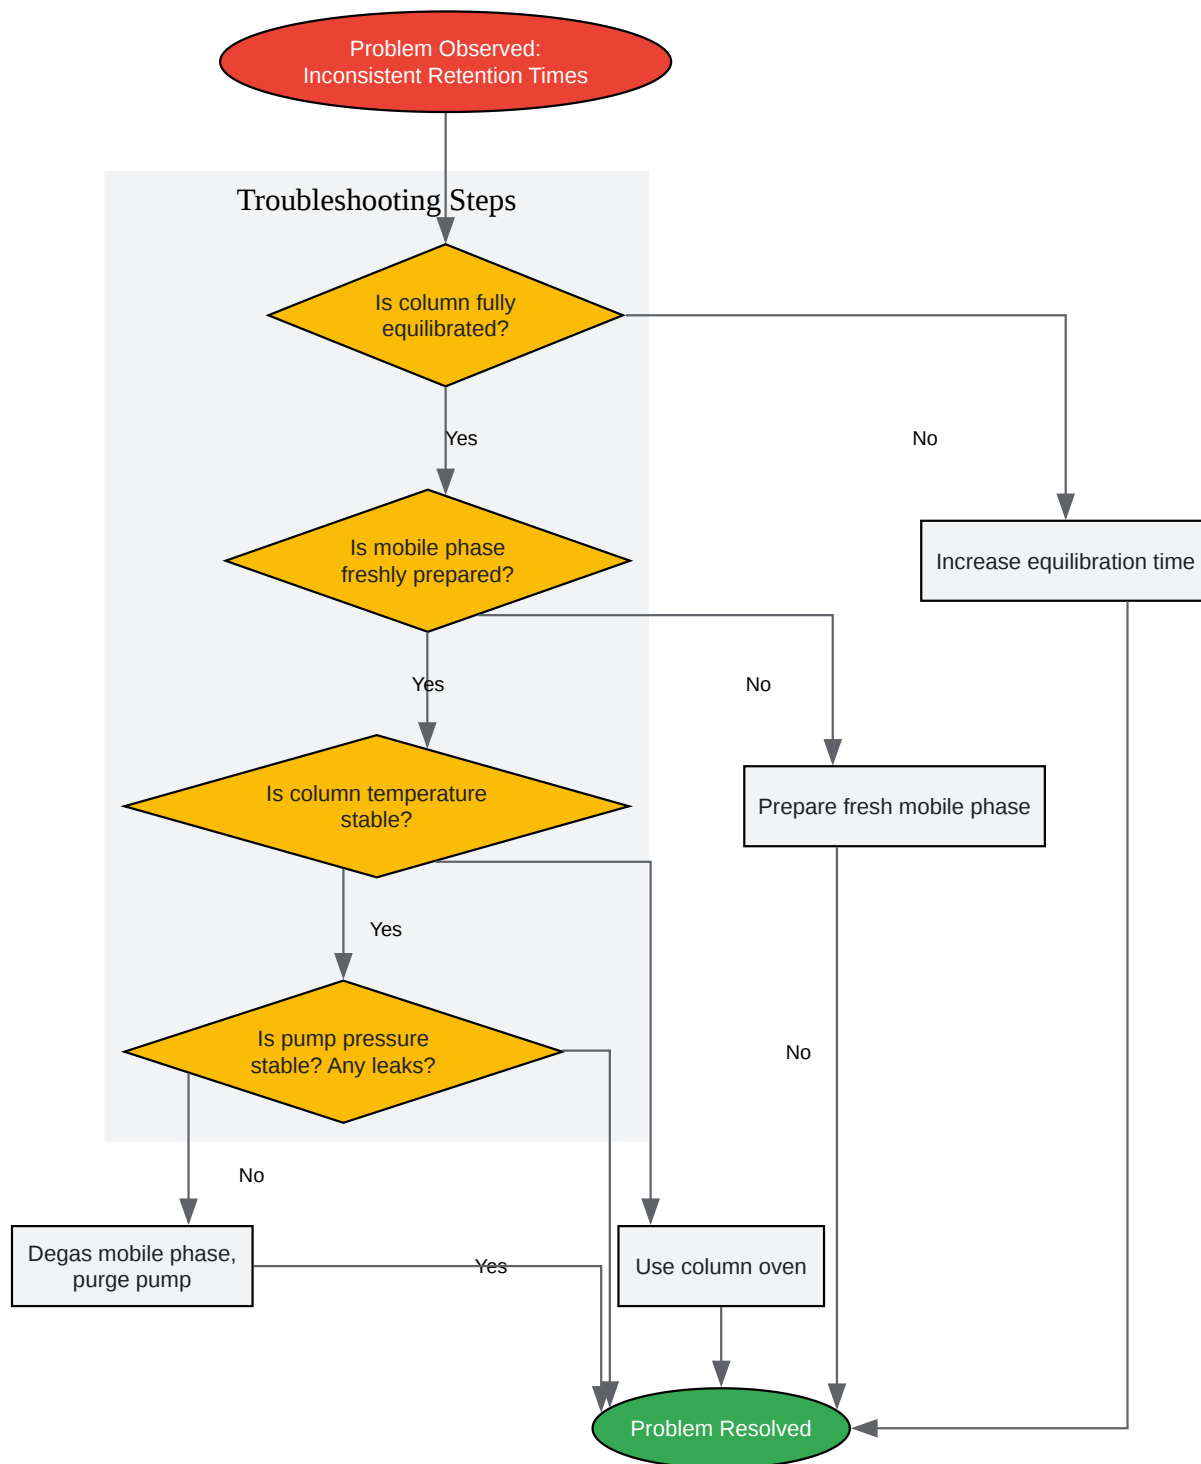 Problem Observed:
Inconsistent Retention Times
Troubleshooting Steps
Is column fully
equilibrated?
Yes
No
Is mobile phase
freshly prepared?
Increase equilibration time
Yes
No
Is column temperature
stable?
Prepare fresh mobile phase
Yes
Is pump pressure
stable? Any leaks?
No
No
Degas mobile phase,
purge pump
Yes
Use column oven
Problem Resolved